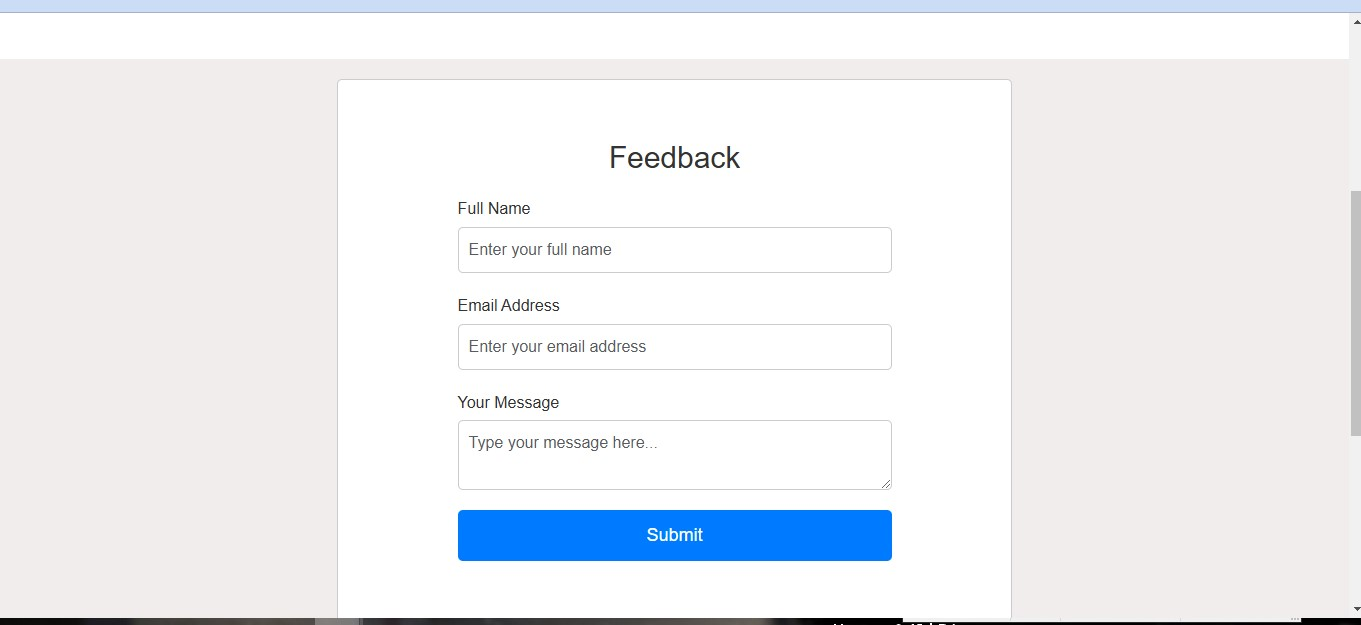 Feedback
Full Name
Enter your full name
Email Address
Enter your email address
Your Message
Type your message here...
Submit